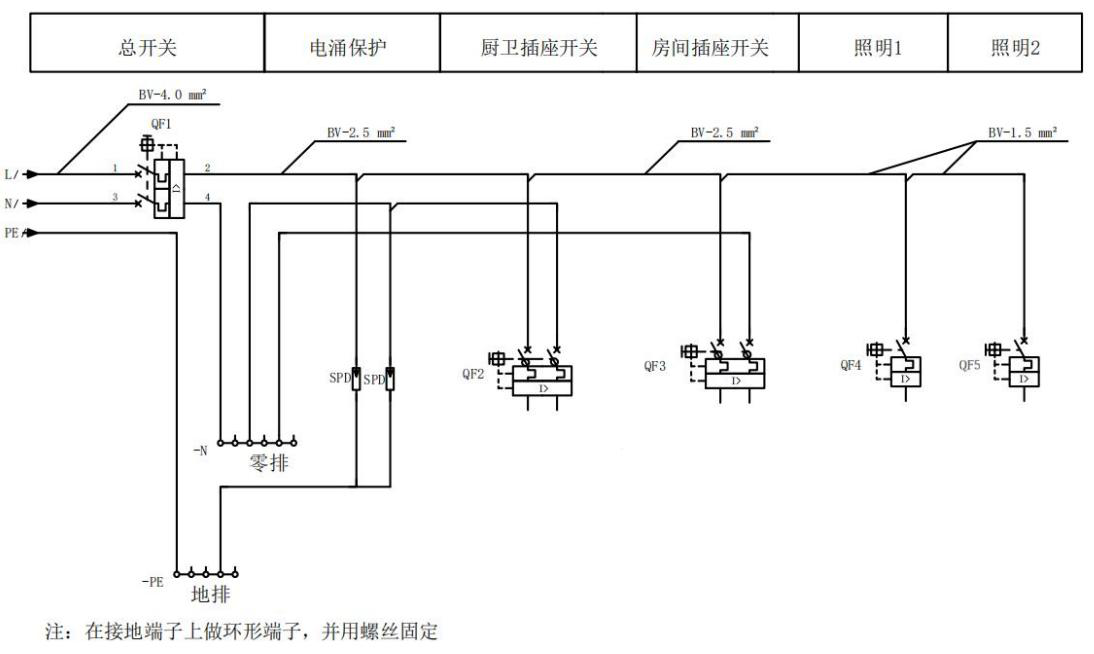 总开关
电涌保护
厨卫插座开关
房间插座开关
照明1
照明2
BV-4.0 mm²
QF1
BV-2.5 mm²
BV-2.5 mm²
BV-1.5 mm²
L/
1
2
N/
3
4
PE/
SPD
SPD
QF2
QF3
QF4
I>
QF5
I>
I>
I>
I>
-N
零排
-PE
地排
注：在接地端子上做环形端子，并用螺丝固定